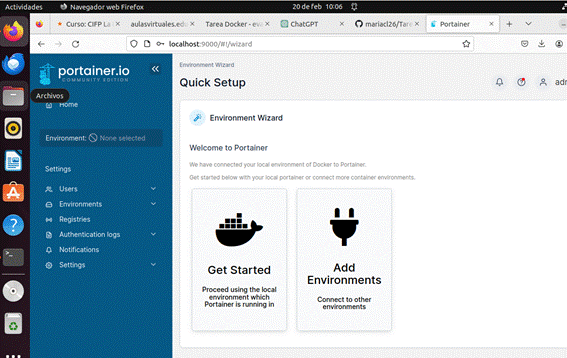 Actividades
Navegador web Firefox
20 de feb 10:06
Curso: CIFP La
aulasvirtuales.edu
Tarea Docker - eva
ChatGPT
mariacl26/Tare
Portainer
localhost:9000/#!/wizard
portainer.io
COMMUNITY EDITION
Archivos
Home
Environment: None selected
Settings
Users
Environments
Registries
Authentication logs
Notifications
Settings
Environment Wizard
Quick Setup
adm
Environment Wizard
Welcome to Portainer
We have connected your local environment of Docker to Portainer.
Get started below with your local portainer or connect more container environments.
Get Started
Proceed using the local
environment which
Portainer is running in
Add
Environments
Connect to other
environments